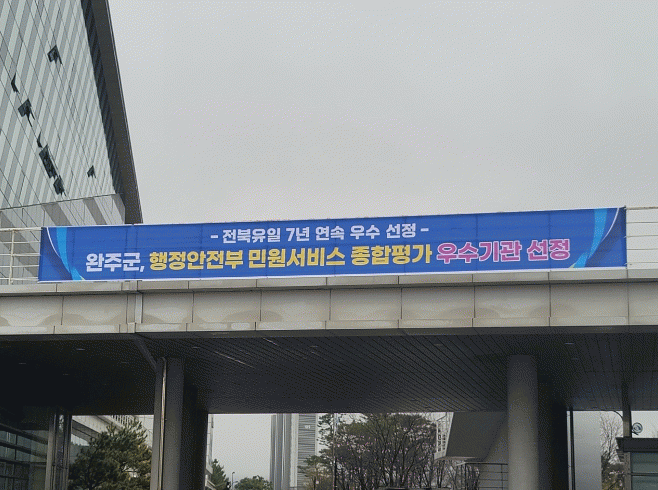 - 전북유일 7년 연속 우수 선정 -
완주군, 행정안전부 민원서비스 종합평가 우수기관 선정